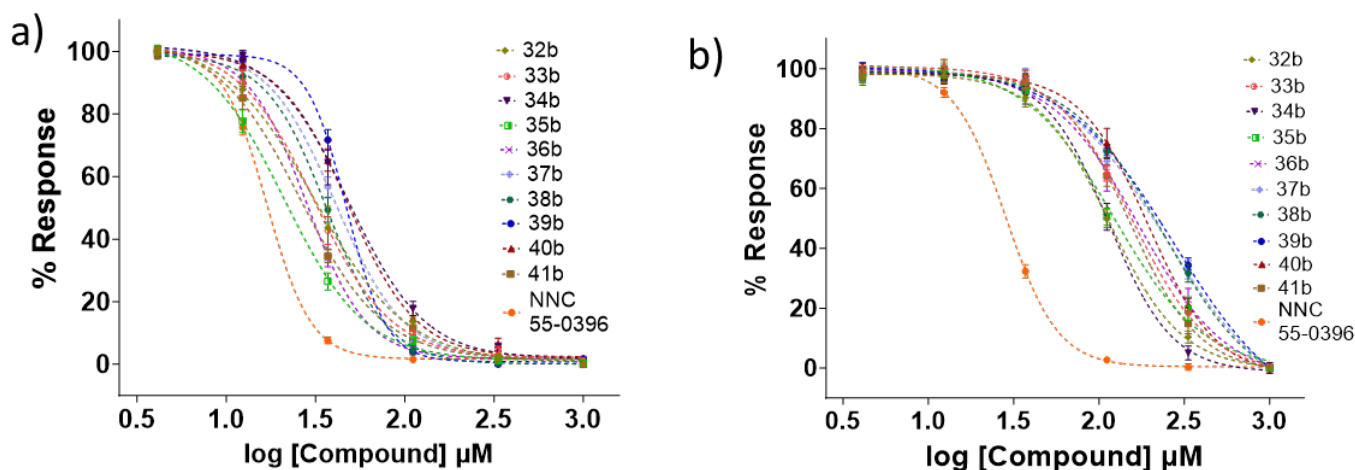 a)
% Response
100
80
60
40
20
0
0.5 1.0 1.5 2.0 2.5 3.0
log [Compound] µM
32b
33b
34b
35b
36b
37b
38b
39b
40b
41b
NNC
55-0396
b)
% Response
100
80
60
40
20
0
0.5 1.0 1.5 2.0 2.5 3.0
log [Compound] µM
32b
33b
34b
35b
36b
37b
38b
39b
40b
41b
NNC
55-0396